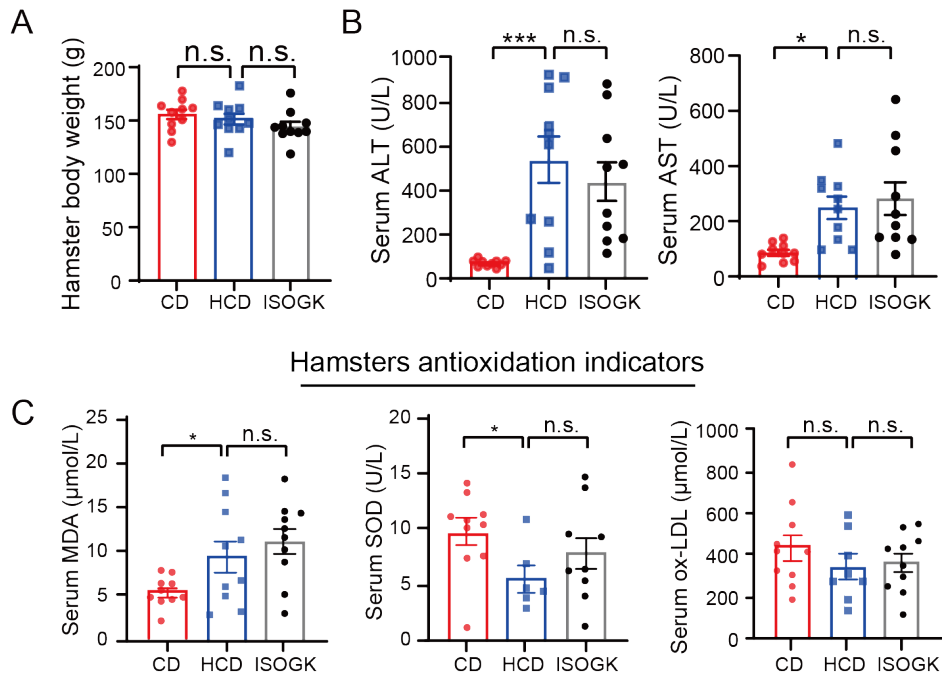 A
Hamster body weight (g)
200
150
100
50
0
n.s.
n.s.
CD
HCD
ISOGK
B
Serum ALT (U/L)
1000
800
600
400
200
0
***
n.s.
CD
HCD
ISOGK
Serum AST (U/L)
800
600
400
200
0
*
n.s.
CD
HCD
ISOGK
Hamsters antioxidation indicators
C
Serum MDA (μmol/L)
25
20
15
10
5
0
*
n.s.
CD
HCD
ISOGK
Serum SOD (U/L)
20
15
10
5
0
*
n.s.
CD
HCD
ISOGK
Serum ox-LDL (μmol/L)
1000
800
600
400
200
0
n.s.
n.s.
CD
HCD
ISOGK